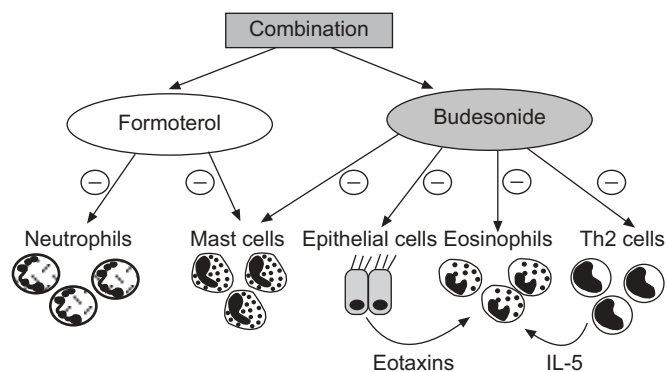 Combination
Formoterol
Budesonide
− − − − − −
Neutrophils Mast cells Epithelial cells Eosinophils Th2 cells
Eotaxins IL-5